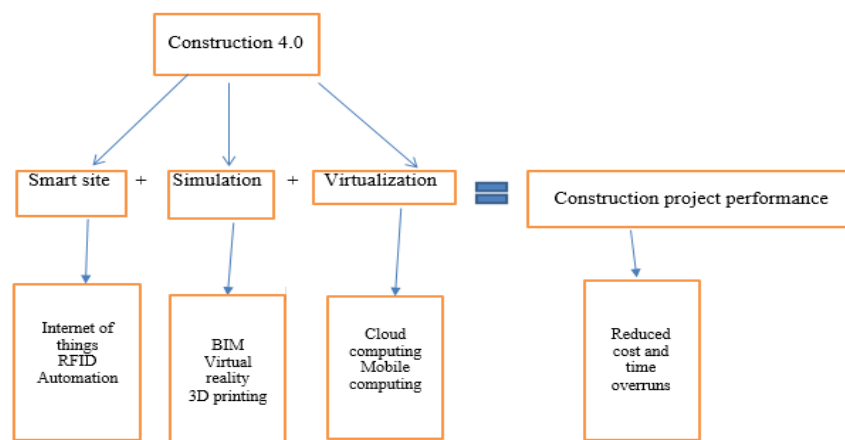 Construction 4.0
Smart site + Simulation + Virtualization = Construction project performance
Internet of
things
RFID
Automation
BIM
Virtual
reality
3D printing
Cloud
computing
Mobile
computing
Reduced
cost and
time
overruns